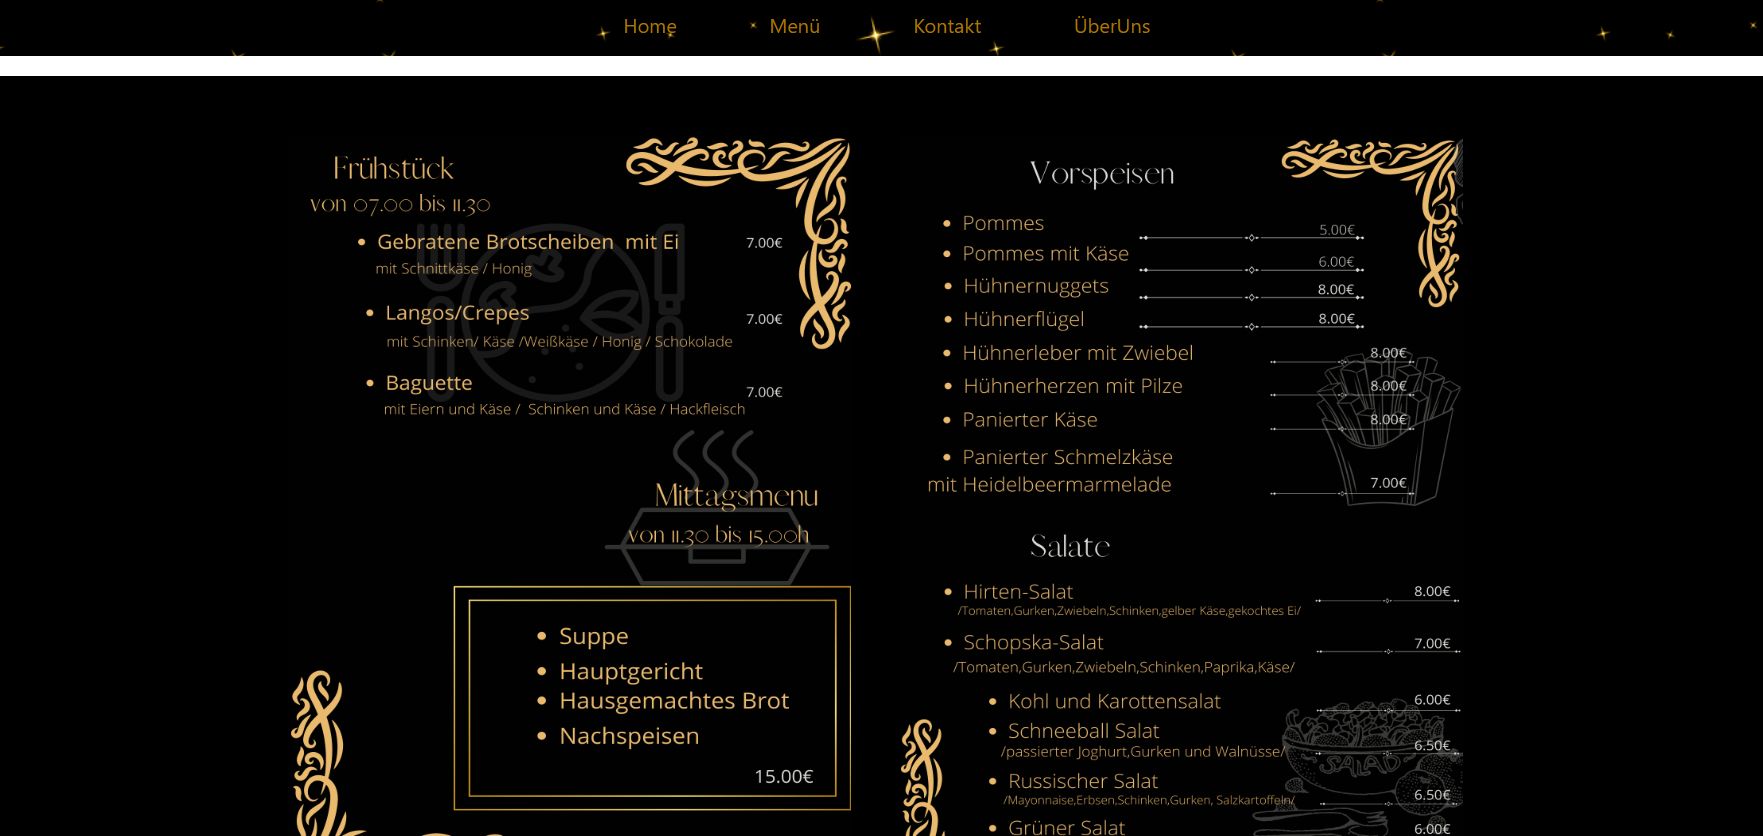 Home Menü Kontakt ÜberUns
Frühstück
von 07.00 bis 11.30
Gebratene Brotscheiben mit Ei 7.00€
mit Schnittkäse / Honig
Langos/Crepes 7.00€
mit Schinken/ Käse /Weißkäse / Honig / Schokolade
Baguette 7.00€
mit Eiern und Käse / Schinken und Käse / Hackfleisch
Mittagsmenu
von 11.30 bis 15.00h
Suppe
Hauptgericht
Hausgemachtes Brot
Nachspeisen
15.00€
Vorspeisen
Pommes 5.00€
Pommes mit Käse 6.00€
Hühnernuggets 8.00€
Hühnerflügel 8.00€
Hühnerleber mit Zwiebel 8.00€
Hühnerherzen mit Pilze 8.00€
Panierter Käse 8.00€
Panierter Schmelzkäse
mit Heidelbeermarmelade 7.00€
Salate
Hirten-Salat 8.00€
/Tomaten,Gurken,Zwiebeln,Schinken,gelber Käse,gekochtes Ei/
Schopska-Salat 7.00€
/Tomaten,Gurken,Zwiebeln,Schinken,Paprika,Käse/
Kohl und Karottensalat 6.00€
Schneeball Salat 6.50€
/passierter Joghurt,Gurken und Walnüsse/
SALAD
Russischer Salat 6.50€
/Mayonnaise,Erbsen,Schinken,Gurken, Salzkartoffeln/
Grüner Salat 6.00€